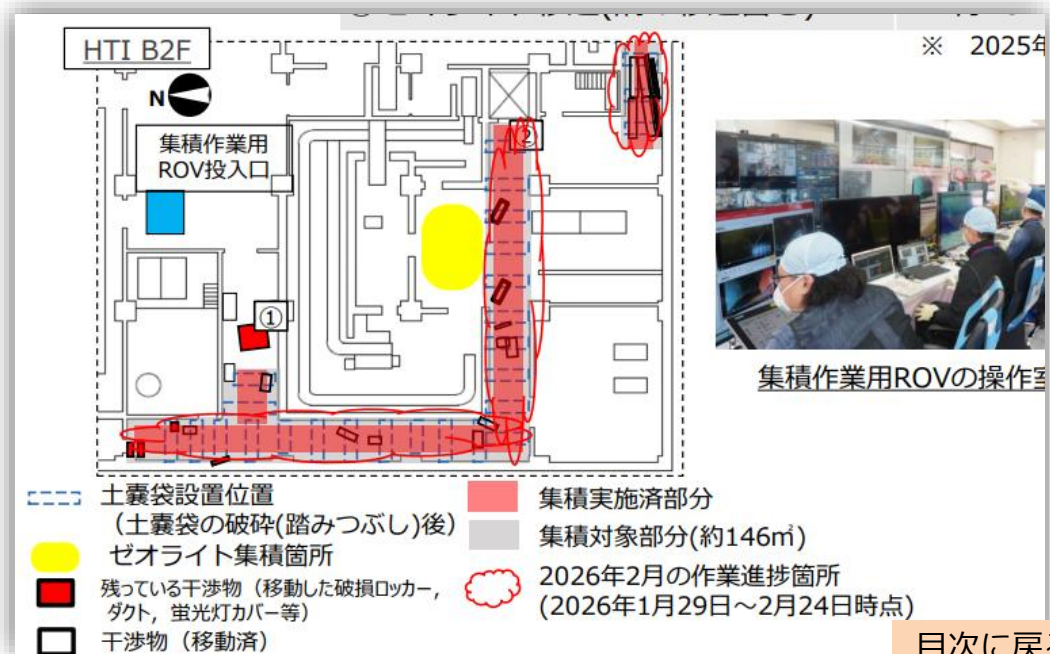 HTI B2F
※ 2025年
N
集積作業用
ROV投入口
②
①
集積作業用ROVの操作室
土嚢袋設置位置
（土嚢袋の破砕(踏みつぶし)後）
ゼオライト集積箇所
残っている干渉物（移動した破損ロッカー，
ダクト，蛍光灯カバー等）
干渉物（移動済）
集積実施済部分
集積対象部分(約146㎡)
2026年2月の作業進捗箇所
(2026年1月29日～2月24日時点)
目次に戻る